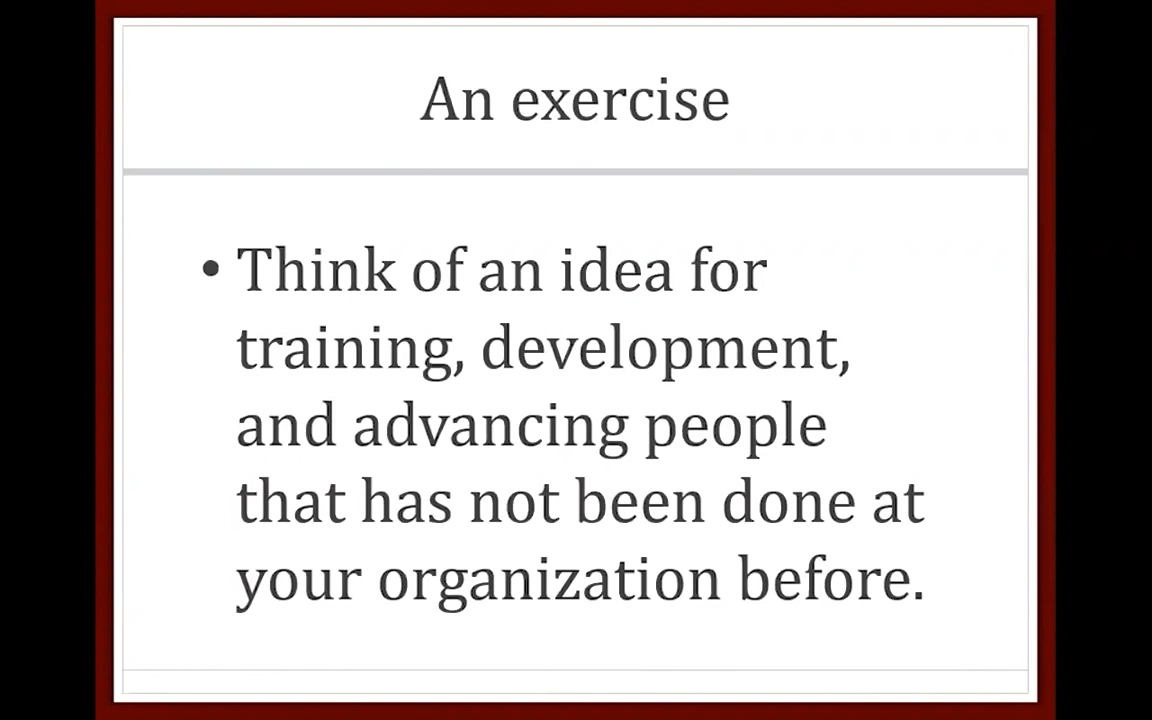 An exercise
• Think of an idea for
training, development,
and advancing people
that has not been done at
your organization before.